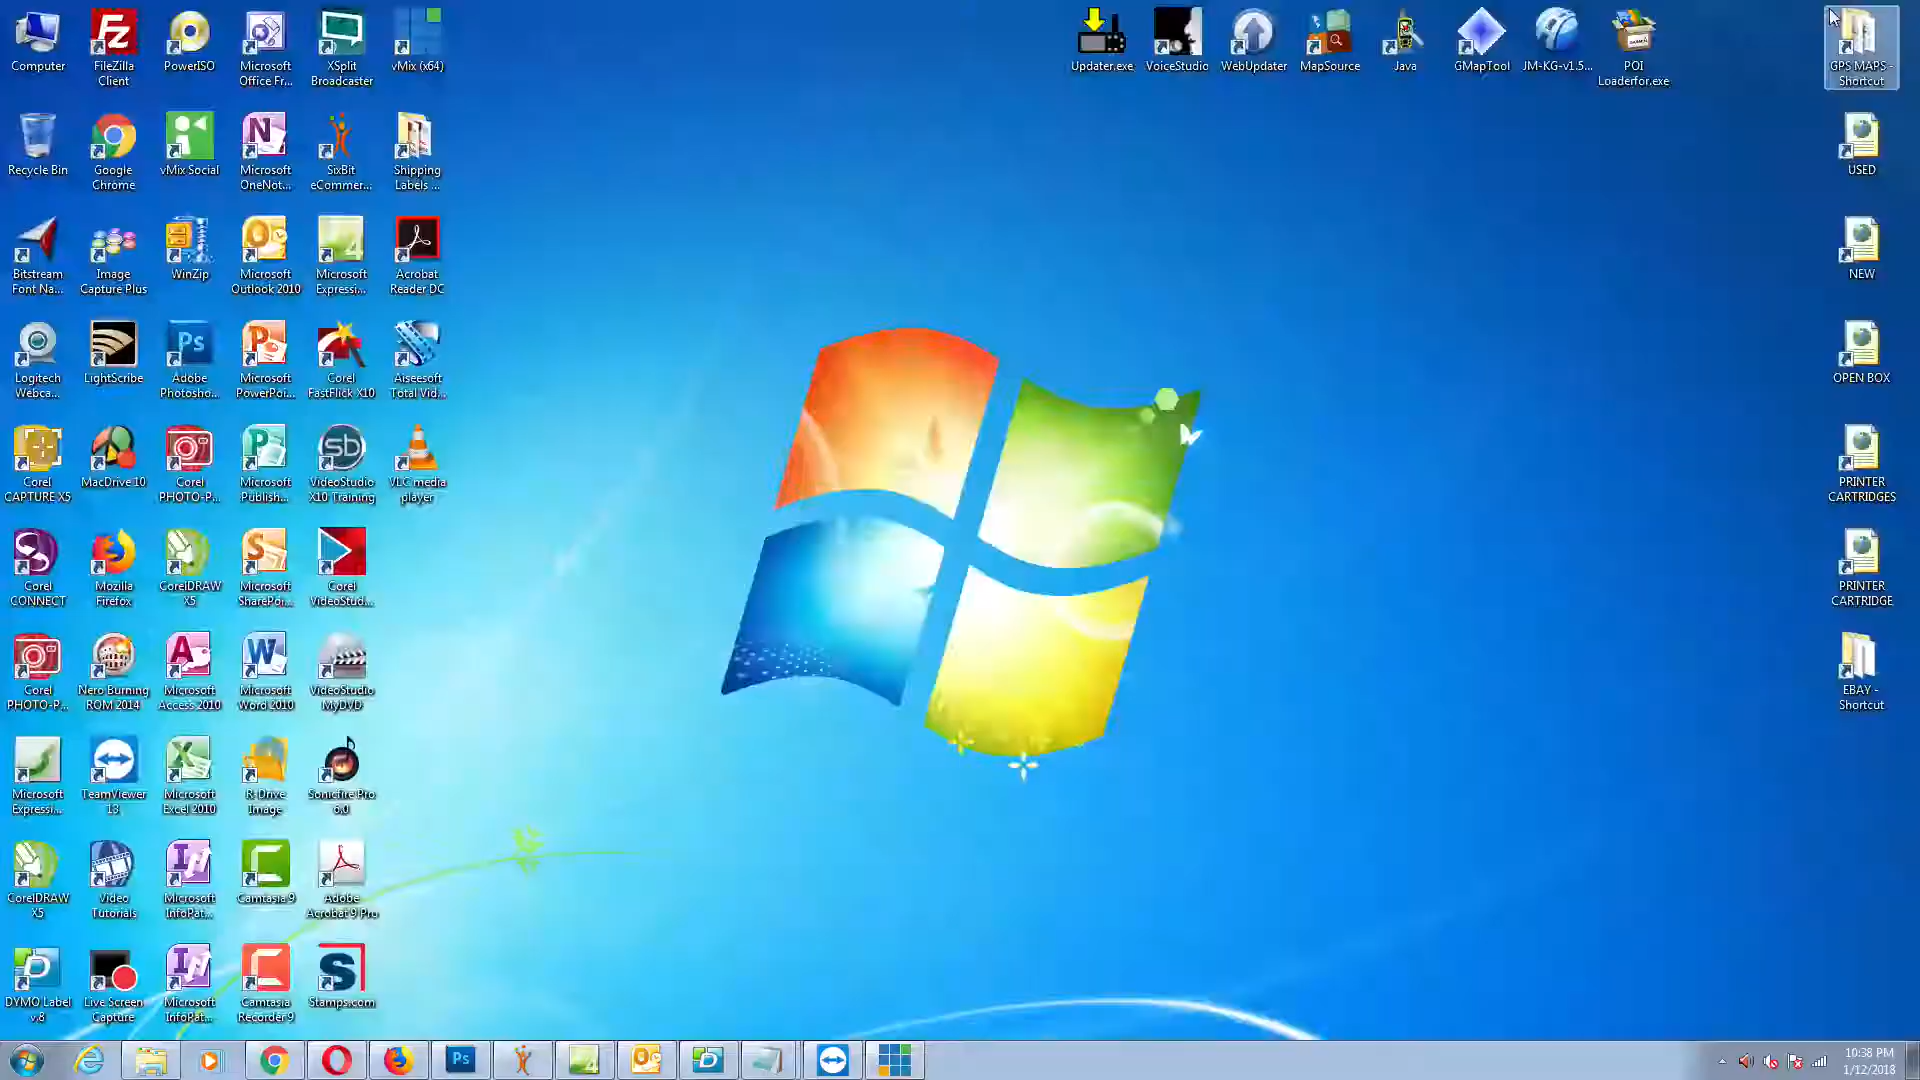 Computer
FileZilla
Client
PowerISO
Microsoft
Office Fr...
XSplit
Broadcaster
vMix (x64)
Updater.exe
VoiceStudio
WebUpdater
MapSource
Java
GMapTool
JM-KG-v1.5...
POI
Loaderfor.exe
GPS MAPS -
Shortcut
Recycle Bin
Google
Chrome
vMix Social
Microsoft
OneNot...
SixBit
eCommer...
Shipping
Labels ...
USED
Bitstream
Font Na...
Image
Capture Plus
WinZip
Microsoft
Outlook 2010
Microsoft
Expressi...
Acrobat
Reader DC
NEW
Logitech
Webca...
LightScribe
Adobe
Photosho...
Microsoft
PowerPoi...
Corel
FastFlick X10
Aiseesoft
Total Vid...
OPEN BOX
Corel
CAPTURE X5
MacDrive 10
Corel
PHOTO-P...
Microsoft
Publish...
VideoStudio
X10 Training
VLC media
player
PRINTER
CARTRIDGES
Corel
CONNECT
Mozilla
Firefox
CorelDRAW
X5
Microsoft
SharePoi...
Corel
VideoStud...
PRINTER
CARTRIDGE
Corel
PHOTO-P...
Nero Burning
ROM 2014
Microsoft
Access 2010
Microsoft
Word 2010
VideoStudio
MyDVD
EBAY -
Shortcut
Microsoft
Expressi...
TeamViewer
13
Microsoft
Excel 2010
R-Drive
Image
Sonicfire Pro
6.0
CorelDRAW
X5
Video
Tutorials
Microsoft
InfoPat...
Camtasia 9
Adobe
Acrobat 9 Pro
DYMO Label
v.8
Live Screen
Capture
Microsoft
InfoPat...
Camtasia
Recorder 9
Stamps.com
10:38 PM
1/12/2018